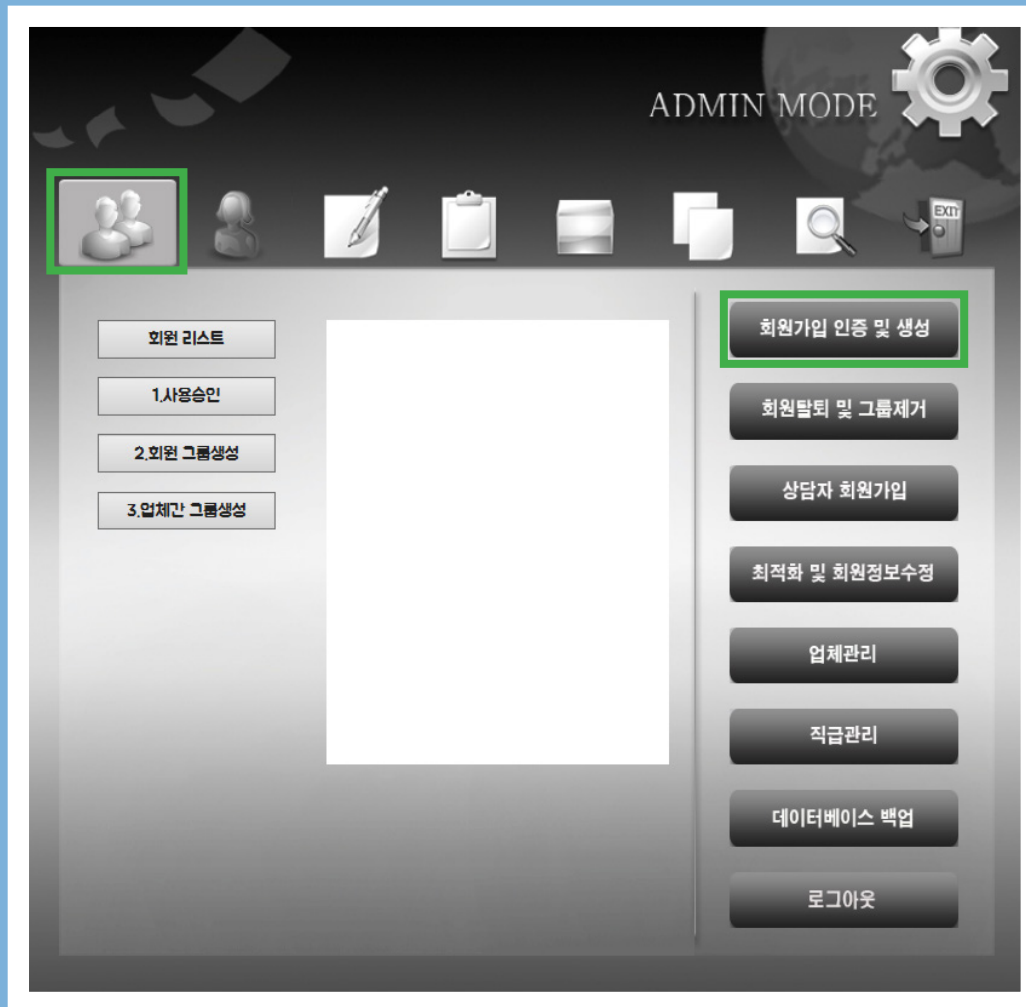 ADMIN MODE
EXIT
회원 리스트
1.사용승인
2.회원 그룹생성
3.업체간 그룹생성
회원가입 인증 및 생성
회원탈퇴 및 그룹제거
상담자 회원가입
최적화 및 회원정보수정
업체관리
직급관리
데이터베이스 백업
로그아웃